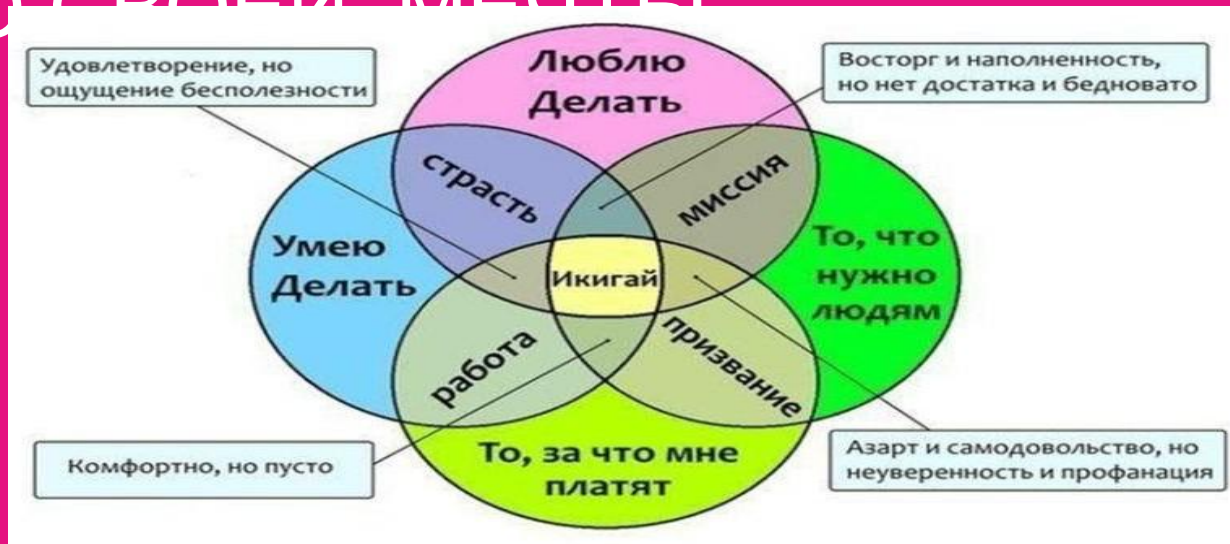 Удовлетворение, но
ощущение бесполезности
Люблю
Делать
Восторг и наполненность,
но нет достатка и бедновато
страсть
миссия
Умею
Делать
Икигай
То, что
нужно
людям
работа
призвание
Комфортно, но пусто
То, за что мне
платят
Азарт и самодовольство, но
неуверенность и профанация